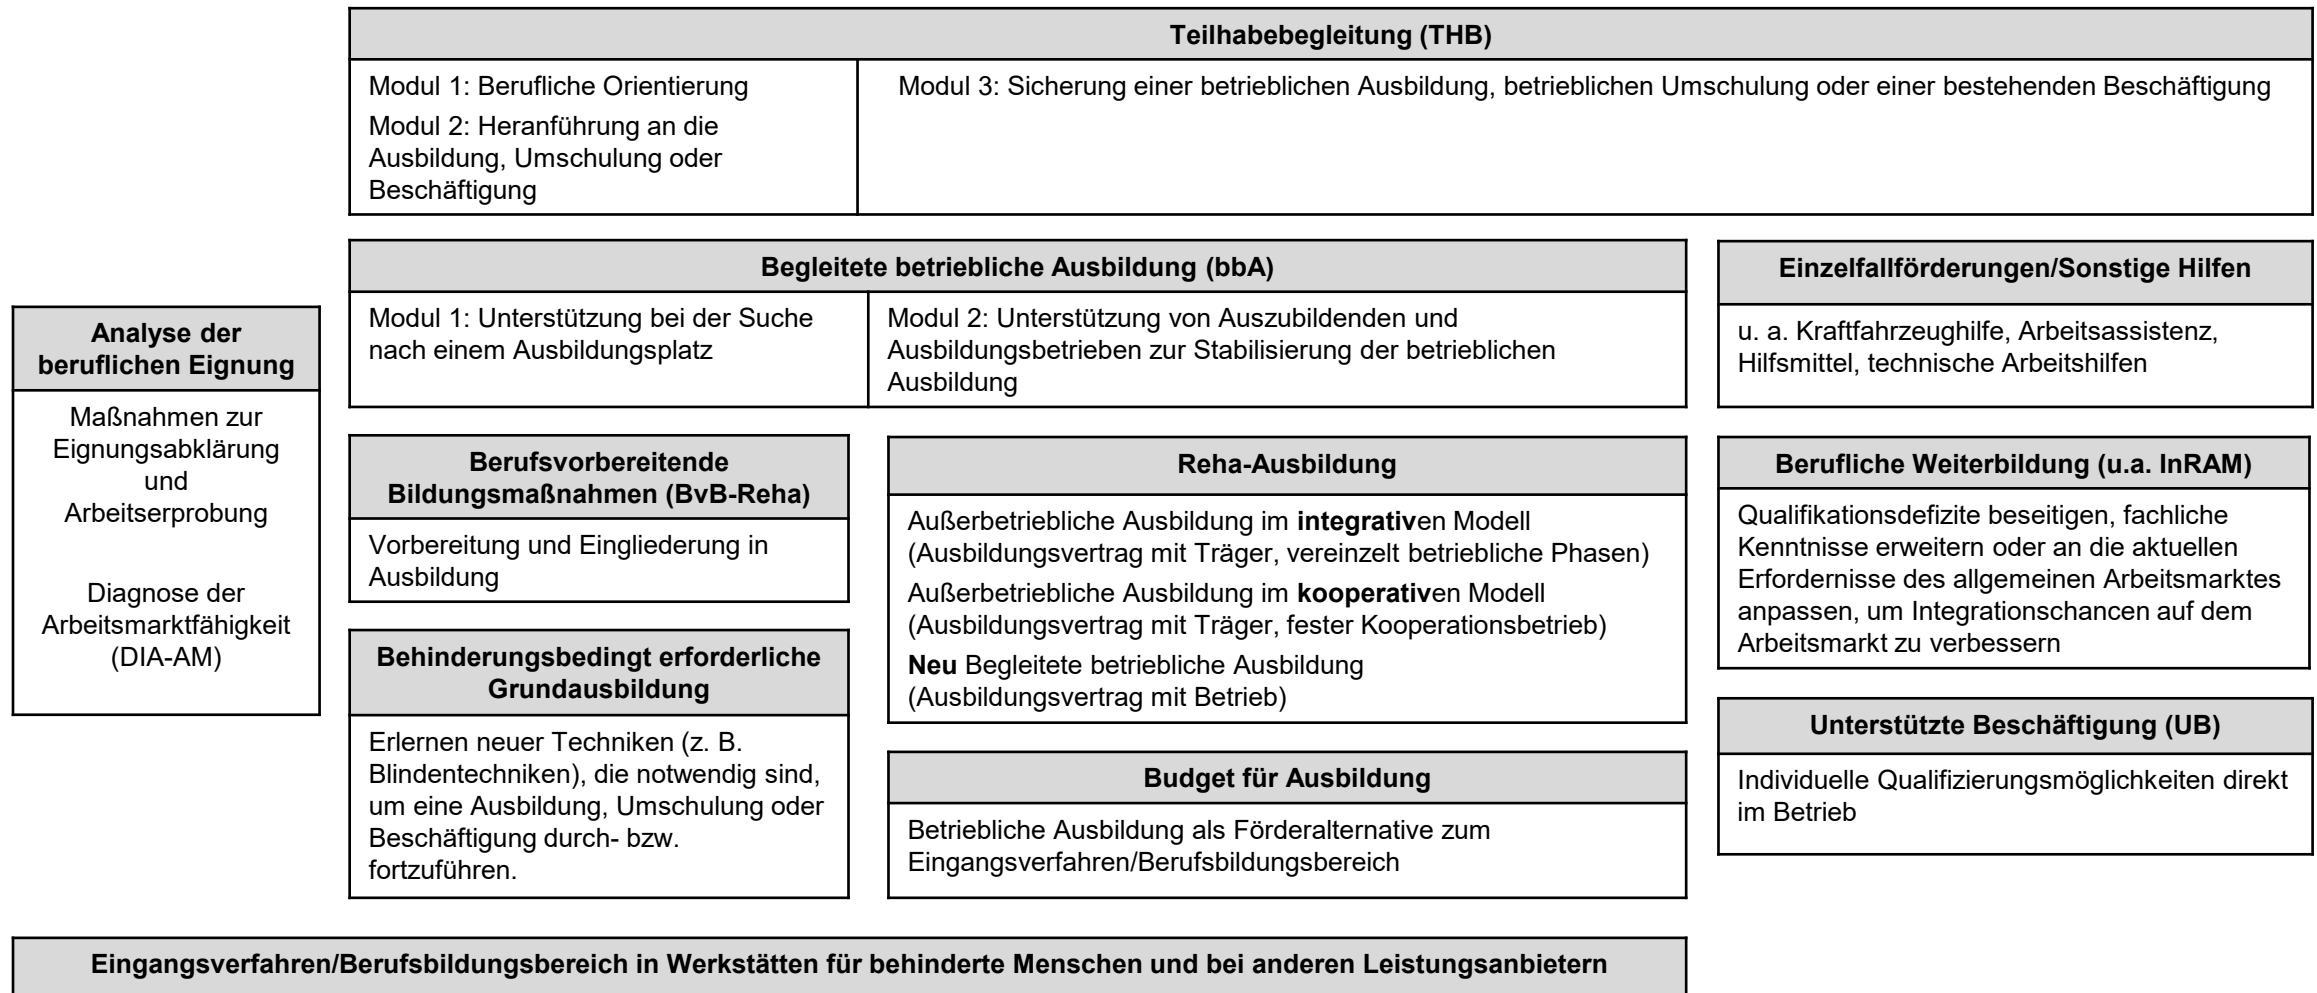 Teilhabebegleitung (THB)
Modul 1: Berufliche Orientierung
Modul 2: Heranführung an die
Ausbildung, Umschulung oder
Beschäftigung
Modul 3: Sicherung einer betrieblichen Ausbildung, betrieblichen Umschulung oder einer bestehenden Beschäftigung
Analyse der
beruflichen Eignung
Maßnahmen zur
Eignungsabklärung
und
Arbeitserprobung
Diagnose der
Arbeitsmarktfähigkeit
(DIA-AM)
Begleitete betriebliche Ausbildung (bbA)
Modul 1: Unterstützung bei der Suche
nach einem Ausbildungsplatz
Modul 2: Unterstützung von Auszubildenden und
Ausbildungsbetrieben zur Stabilisierung der betrieblichen
Ausbildung
Einzelfallförderungen/Sonstige Hilfen
u. a. Kraftfahrzeughilfe, Arbeitsassistenz,
Hilfsmittel, technische Arbeitshilfen
Berufsvorbereitende
Bildungsmaßnahmen (BvB-Reha)
Vorbereitung und Eingliederung in
Ausbildung
Behinderungsbedingt erforderliche
Grundausbildung
Erlernen neuer Techniken (z. B.
Blindentechniken), die notwendig sind,
um eine Ausbildung, Umschulung oder
Beschäftigung durch- bzw.
fortzuführen.
Reha-Ausbildung
Außerbetriebliche Ausbildung im integrativen Modell
(Ausbildungsvertrag mit Träger, vereinzelt betriebliche Phasen)
Außerbetriebliche Ausbildung im kooperativen Modell
(Ausbildungsvertrag mit Träger, fester Kooperationsbetrieb)
Neu Begleitete betriebliche Ausbildung
(Ausbildungsvertrag mit Betrieb)
Budget für Ausbildung
Betriebliche Ausbildung als Förderalternative zum
Eingangsverfahren/Berufsbildungsbereich
Berufliche Weiterbildung (u.a. InRAM)
Qualifikationsdefizite beseitigen, fachliche
Kenntnisse erweitern oder an die aktuellen
Erfordernisse des allgemeinen Arbeitsmarktes
anpassen, um Integrationschancen auf dem
Arbeitsmarkt zu verbessern
Unterstützte Beschäftigung (UB)
Individuelle Qualifizierungsmöglichkeiten direkt
im Betrieb
Eingangsverfahren/Berufsbildungsbereich in Werkstätten für behinderte Menschen und bei anderen Leistungsanbietern